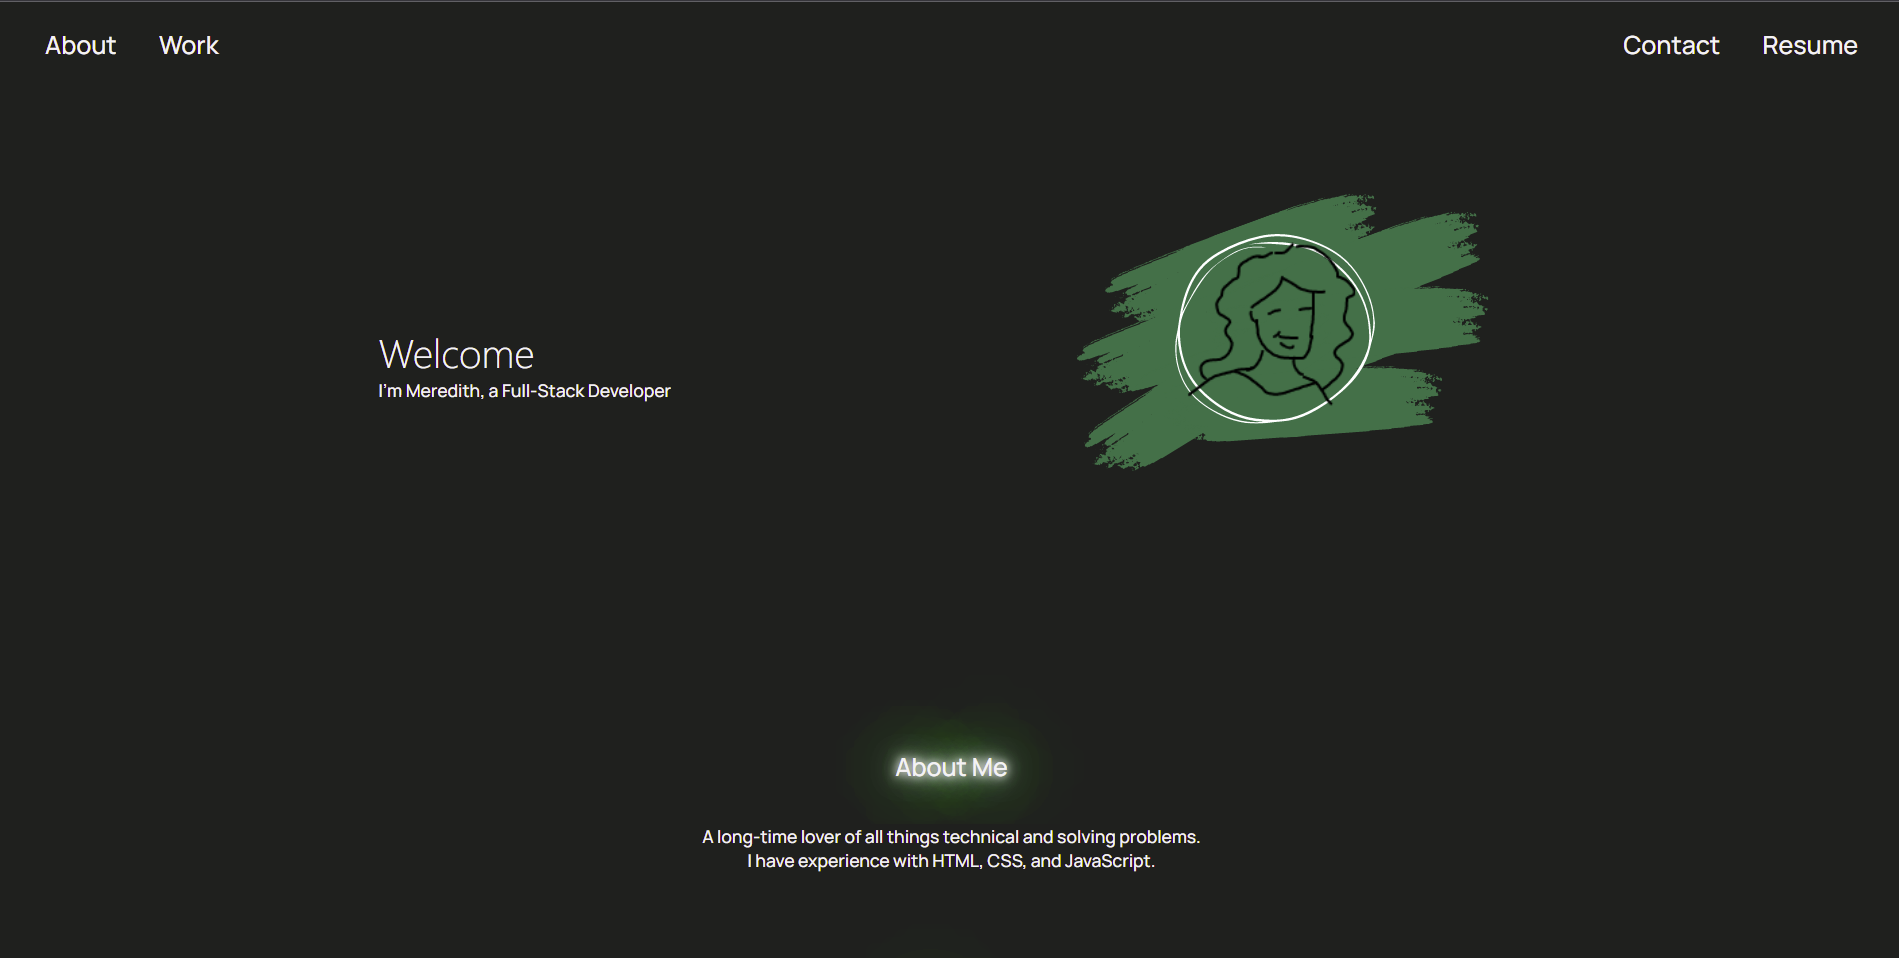 About
Work
Contact
Resume
Welcome
I'm Meredith, a Full-Stack Developer
About Me
A long-time lover of all things technical and solving problems.
I have experience with HTML, CSS, and JavaScript.